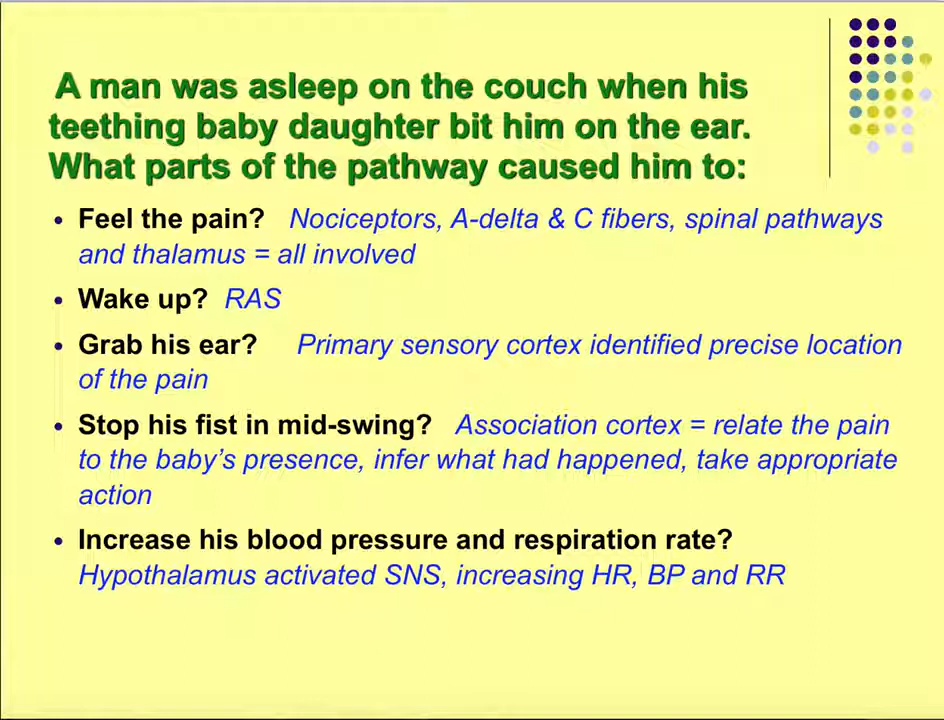 A man was asleep on the couch when his
teething baby daughter bit him on the ear.
What parts of the pathway caused him to:
• Feel the pain? Nociceptors, A-delta & C fibers, spinal pathways
and thalamus = all involved
• Wake up? RAS
• Grab his ear? Primary sensory cortex identified precise location
of the pain
• Stop his fist in mid-swing? Association cortex = relate the pain
to the baby's presence, infer what had happened, take appropriate
action
• Increase his blood pressure and respiration rate?
Hypothalamus activated SNS, increasing HR, BP and RR